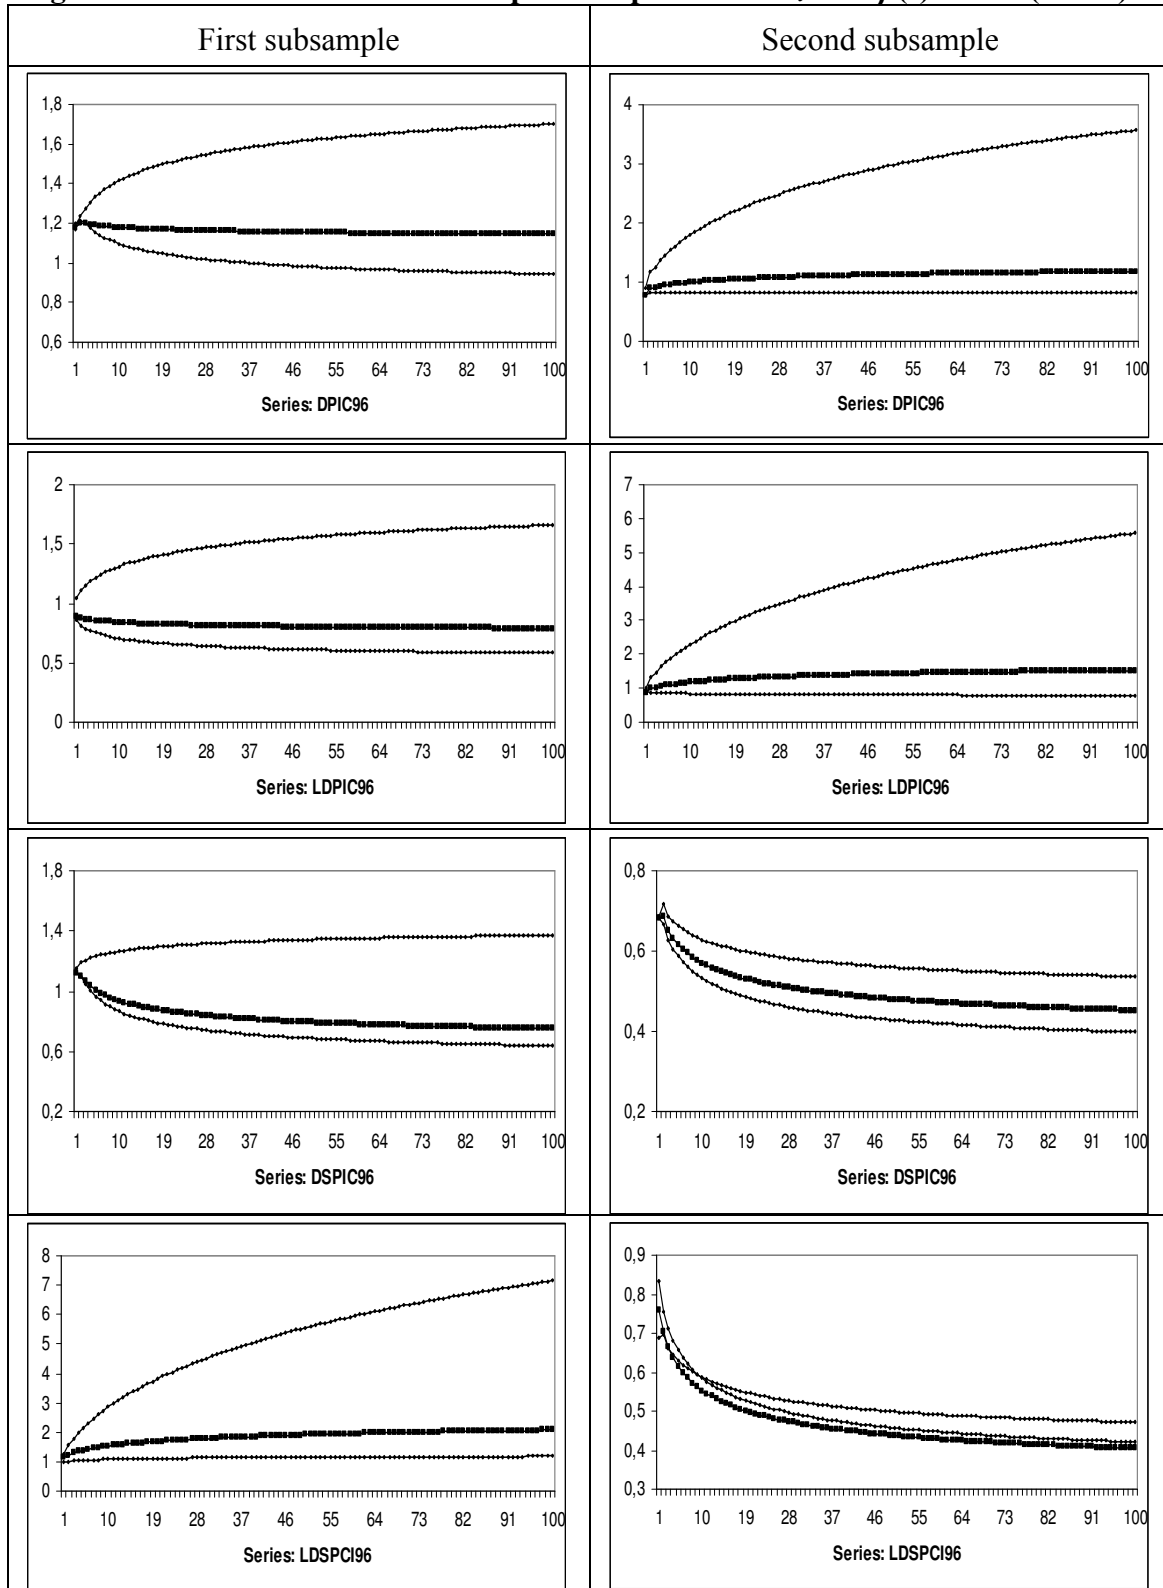 First subsample
Second subsample
1,8
1,6
1,4
1,2
1
0,8
0,6
1 10 19 28 37 46 55 64 73 82 91 100
Series: DPIC96
4
3
2
1
0
1 10 19 28 37 46 55 64 73 82 91 100
Series: DPIC96
2
1,5
1
0,5
0
1 10 19 28 37 46 55 64 73 82 91 100
Series: LDPIC96
7
6
5
4
3
2
1
0
1 10 19 28 37 46 55 64 73 82 91 100
Series: LDPIC96
1,8
1,4
1
0,6
0,2
1 10 19 28 37 46 55 64 73 82 91 100
Series: DSPIC96
0,8
0,6
0,4
0,2
1 10 19 28 37 46 55 64 73 82 91 100
Series: DSPIC96
8
7
6
5
4
3
2
1
0
1 10 19 28 37 46 55 64 73 82 91 100
Series: LDSPCI96
0,9
0,8
0,7
0,6
0,5
0,4
0,3
1 10 19 28 37 46 55 64 73 82 91 100
Series: LDSPCI96